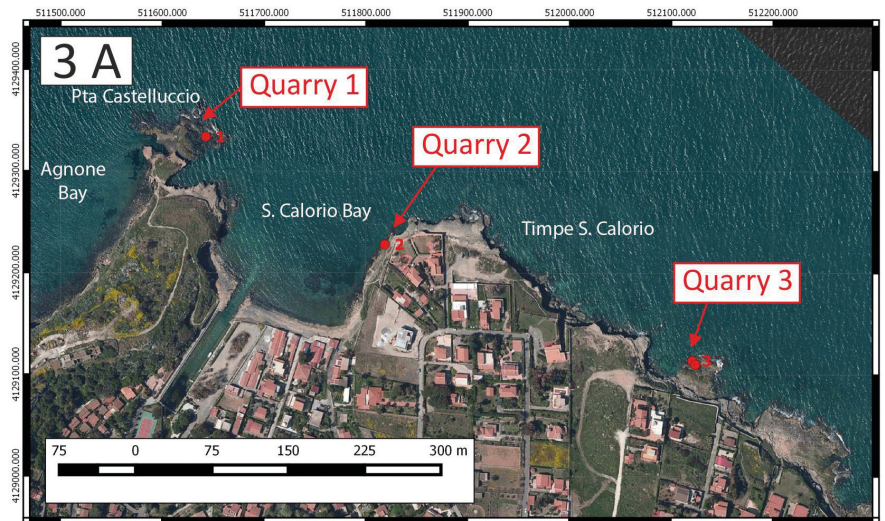 511500.000 511600.000 511700.000 511800.000 511900.000 512000.000 512100.000 512200.000
3 A
4129400.000
Quarry 1
Pta Castelluccio
1
Quarry 2
Agnone
Bay
4129300.000
S. Calorio Bay
Timpe S. Calorio
2
4129200.000
Quarry 3
3
4129100.000
75 0 75 150 225 300 m
4129000.000